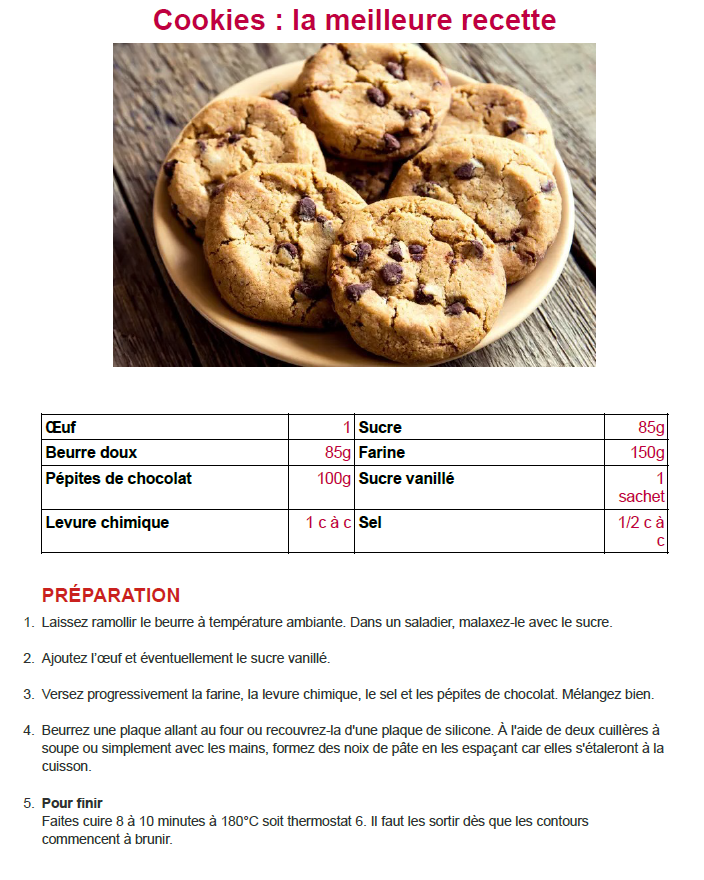 Cookies : la meilleure recette
Œuf 1 Sucre 85g
Beurre doux 85g Farine 150g
Pépites de chocolat 100g Sucre vanillé 1
sachet
Levure chimique 1 c à c Sel 1/2 c à
c
PRÉPARATION
1. Laissez ramollir le beurre à température ambiante. Dans un saladier, malaxez-le avec le sucre.
2. Ajoutez l’œuf et éventuellement le sucre vanillé.
3. Versez progressivement la farine, la levure chimique, le sel et les pépites de chocolat. Mélangez bien.
4. Beurrez une plaque allant au four ou recouvrez-la d'une plaque de silicone. À l'aide de deux cuillères à
soupe ou simplement avec les mains, formez des noix de pâte en les espaçant car elles s'étaleront à la
cuisson.
5. Pour finir
Faites cuire 8 à 10 minutes à 180°C soit thermostat 6. Il faut les sortir dès que les contours
commencent à brunir.